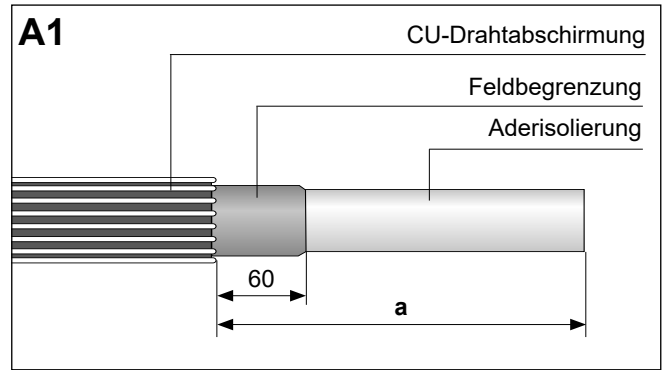 A1
CU-Drahtabschirmung
Feldbegrenzung
Aderisolierung
60
a